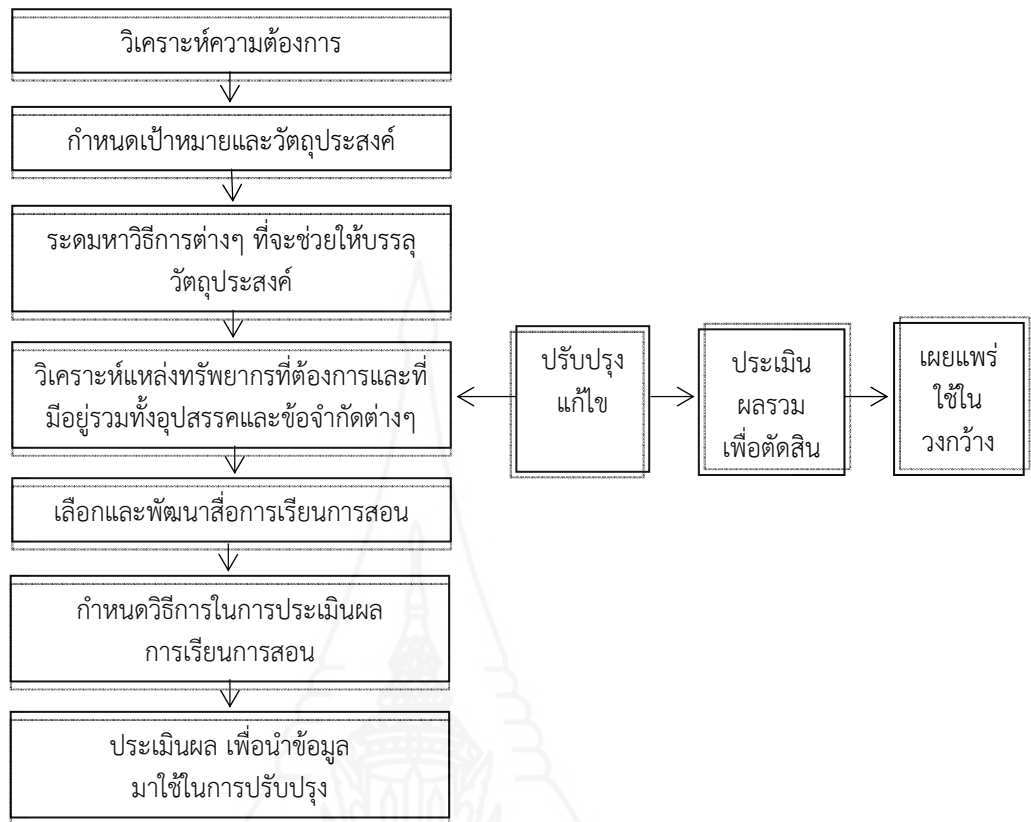 วิเคราะห์ความต้องการ
กำหนดเป้าหมายและวัตถุประสงค์
ระดมหาวิธีการต่างๆ ที่จะช่วยให้บรรลุ
วัตถุประสงค์
วิเคราะห์แหล่งทรัพยากรที่ต้องการและที่
มีอยู่รวมทั้งอุปสรรคและข้อจำกัดต่างๆ
เลือกและพัฒนาสื่อการเรียนการสอน
กำหนดวิธีการในการประเมินผล
การเรียนการสอน
ประเมินผล เพื่อนำข้อมูล
มาใช้ในการปรับปรุง
ปรับปรุง
แก้ไข
ประเมิน
ผลรวม
เพื่อตัดสิน
เผยแพร่
ใช้ใน
วงกว้าง